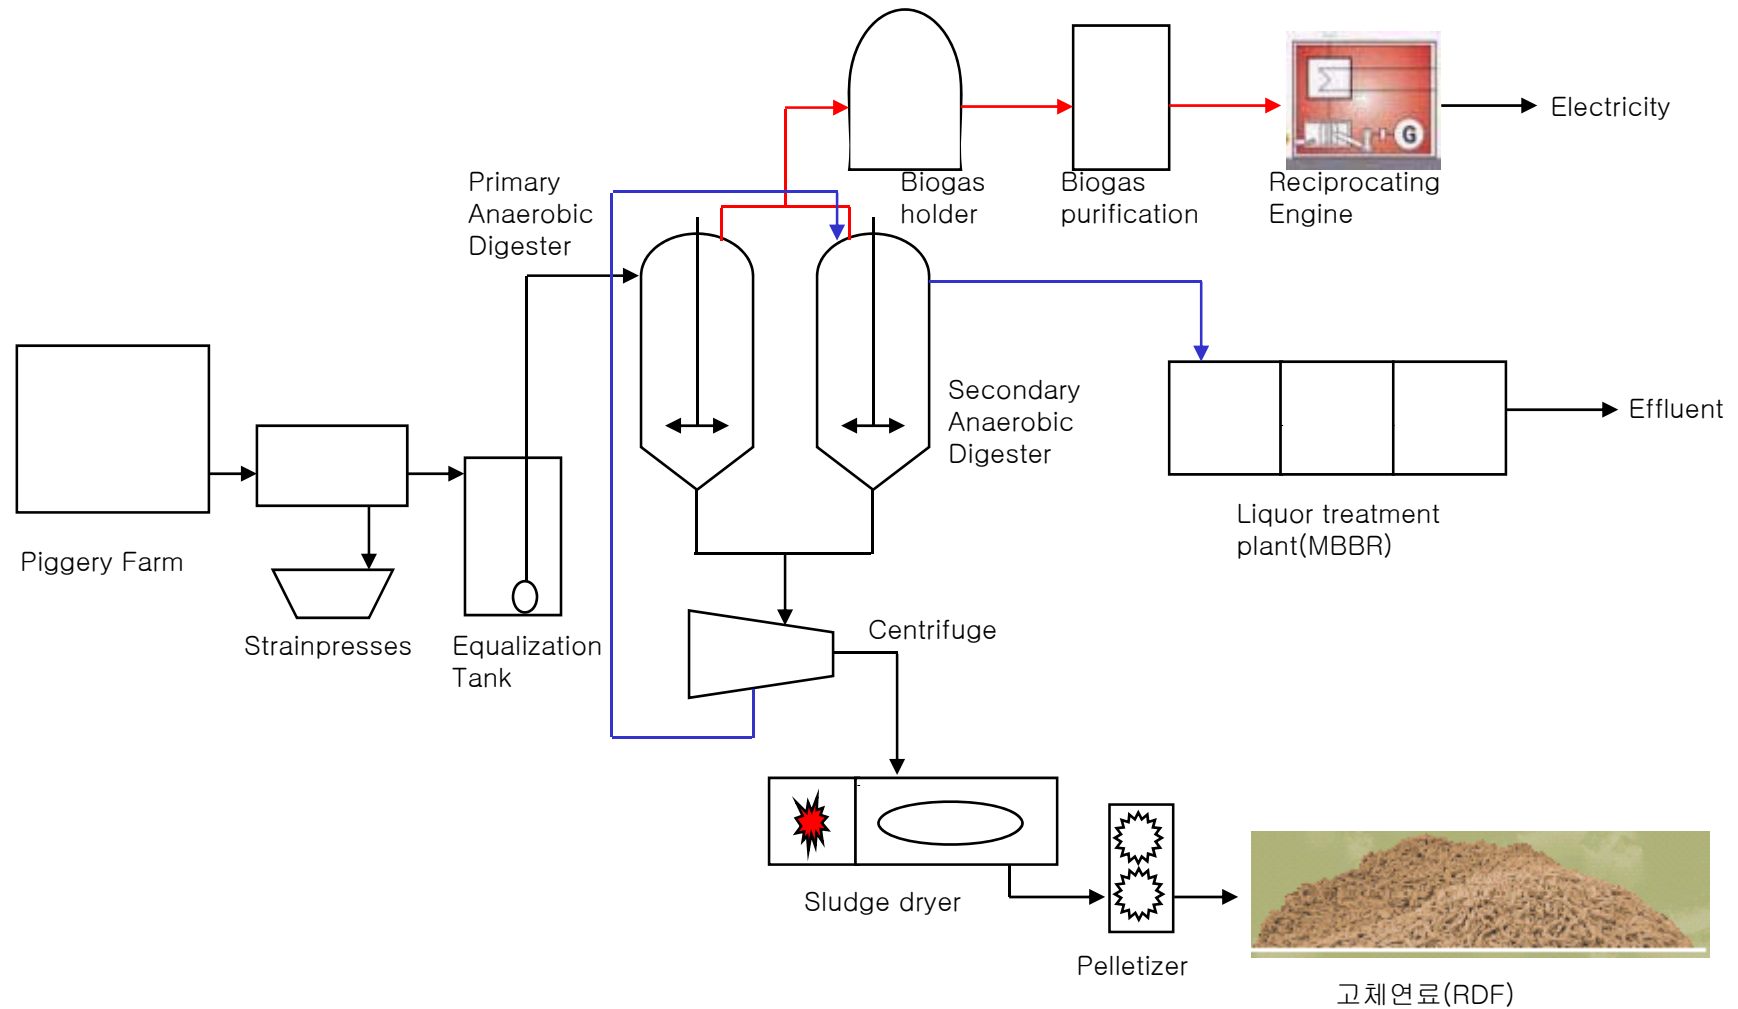 Electricity
Primary
Anaerobic
Digester
Biogas
holder
Biogas
purification
Reciprocating
Engine
G
Secondary
Anaerobic
Digester
Effluent
Liquor treatment
plant(MBBR)
Piggery Farm
Strainpresses
Equalization
Tank
Centrifuge
Sludge dryer
Pelletizer
고체연료(RDF)